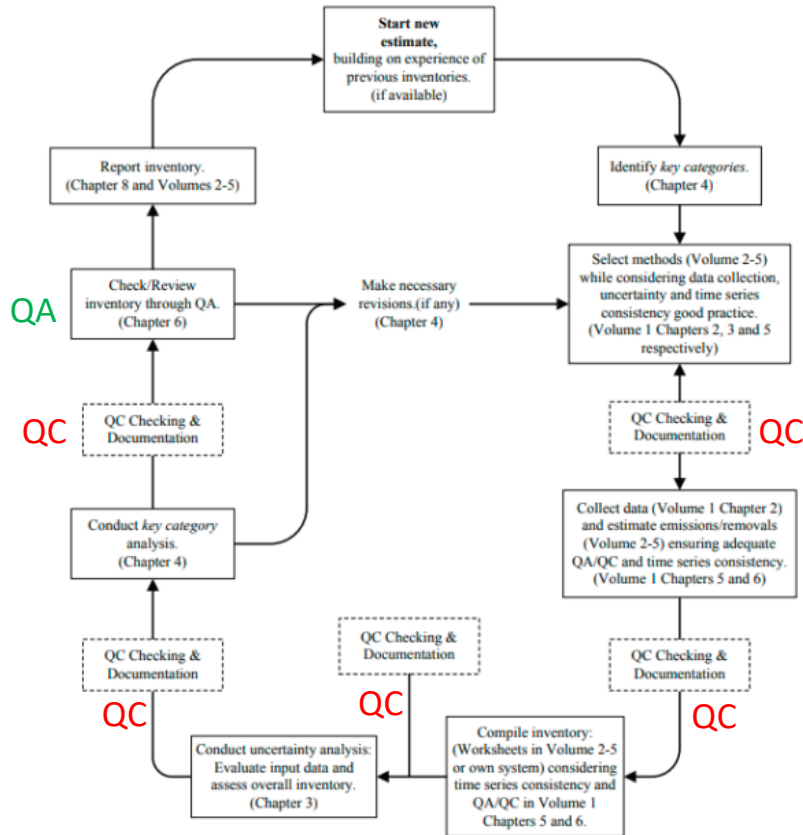 Start new
estimate,
building on experience of
previous inventories.
(if available)
Report inventory.
(Chapter 8 and Volumes 2-5)
Identify key categories.
(Chapter 4)
QA
Check/Review
inventory through QA.
(Chapter 6)
Make necessary
revisions.(if any)
(Chapter 4)
Select methods (Volume 2-5)
while considering data collection,
uncertainty and time series
consistency good practice.
(Volume 1 Chapters 2, 3 and 5
respectively)
QC
QC Checking &
Documentation
QC Checking &
Documentation
QC
Conduct key category
analysis.
(Chapter 4)
Collect data (Volume 1 Chapter 2)
and estimate emissions/removals
(Volume 2-5) ensuring adequate
QA/QC and time series consistency.
(Volume 1 Chapters 5 and 6)
QC Checking &
Documentation
QC
QC Checking &
Documentation
QC
QC Checking &
Documentation
QC
Conduct uncertainty analysis:
Evaluate input data and
assess overall inventory.
(Chapter 3)
Compile inventory:
(Worksheets in Volume 2-5
or own system) considering
time series consistency and
QA/QC in Volume 1
Chapters 5 and 6.